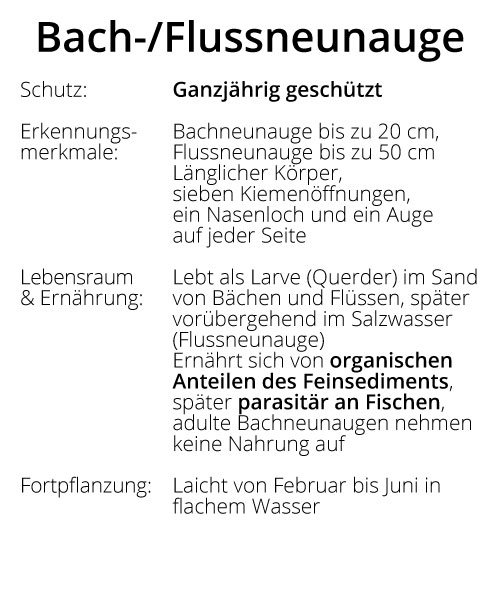 Bach-/Flussneunauge
Schutz: Ganzjährig geschützt
Erkennungs- Bachneunauge bis zu 20 cm,
merkmale: Flussneunauge bis zu 50 cm
Länglicher Körper,
sieben Kiemenöffnungen,
ein Nasenloch und ein Auge
auf jeder Seite
Lebensraum Lebt als Larve (Querder) im Sand
& Ernährung: von Bächen und Flüssen, später
vorübergehend im Salzwasser
(Flussneunauge)
Ernährt sich von organischen
Anteilen des Feinsediments,
später parasitär an Fischen,
adulte Bachneunaugen nehmen
keine Nahrung auf
Fortpflanzung: Laicht von Februar bis Juni in
flachem Wasser